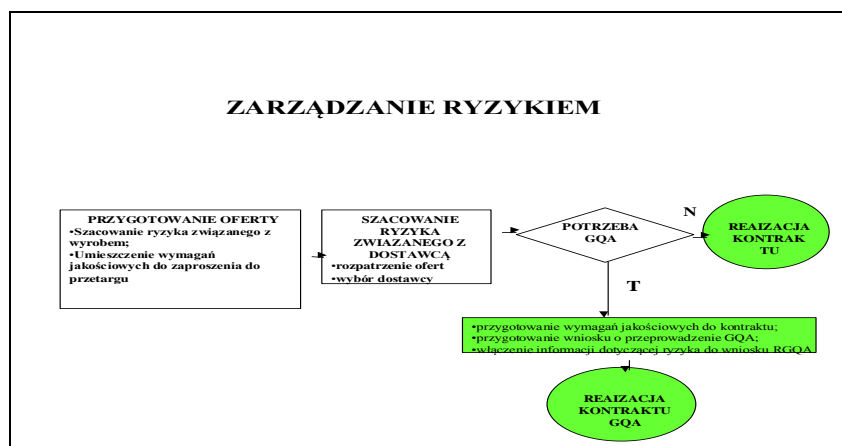 ZARZĄDZANIE RYZYKIEM
PRZYGOTOWANIE OFERTY
•Szacowanie ryzyka związanego z
wyrobem;
•Umieszczenie wymagań
jakościowych do zaproszenia do
przetargu
SZACOWANIE
RYZYKA
ZWIAZANEGO Z
DOSTAWCĄ
•rozpatrzenie ofert
•wybór dostawcy
POTRZEBA
GQA
N
REAIZACJA
KONTRAK
TU
T
•przygotowanie wymagań jakościowych do kontraktu;
•przygotowanie wniosku o przeprowadzenie GQA;
•włączenie informacji dotyczącej ryzyka do wniosku RGQA
REAIZACJA
KONTRAKTU
GQA